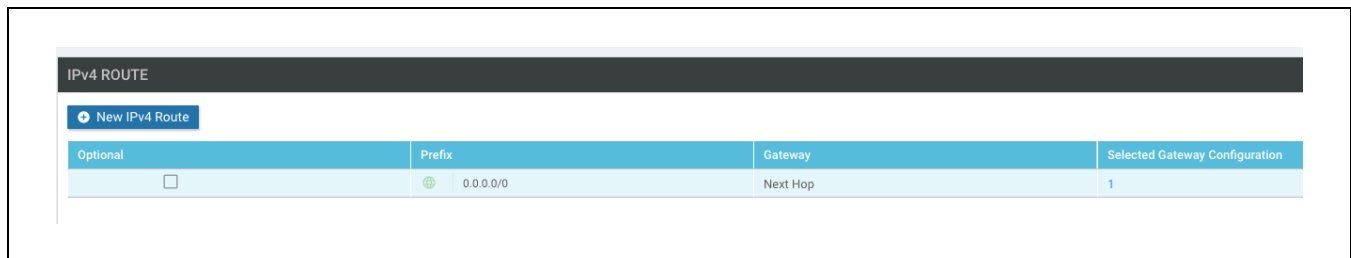 IPv4 ROUTE
New IPv4 Route
Optional Prefix Gateway Selected Gateway Configuration
0.0.0.0/0 Next Hop 1